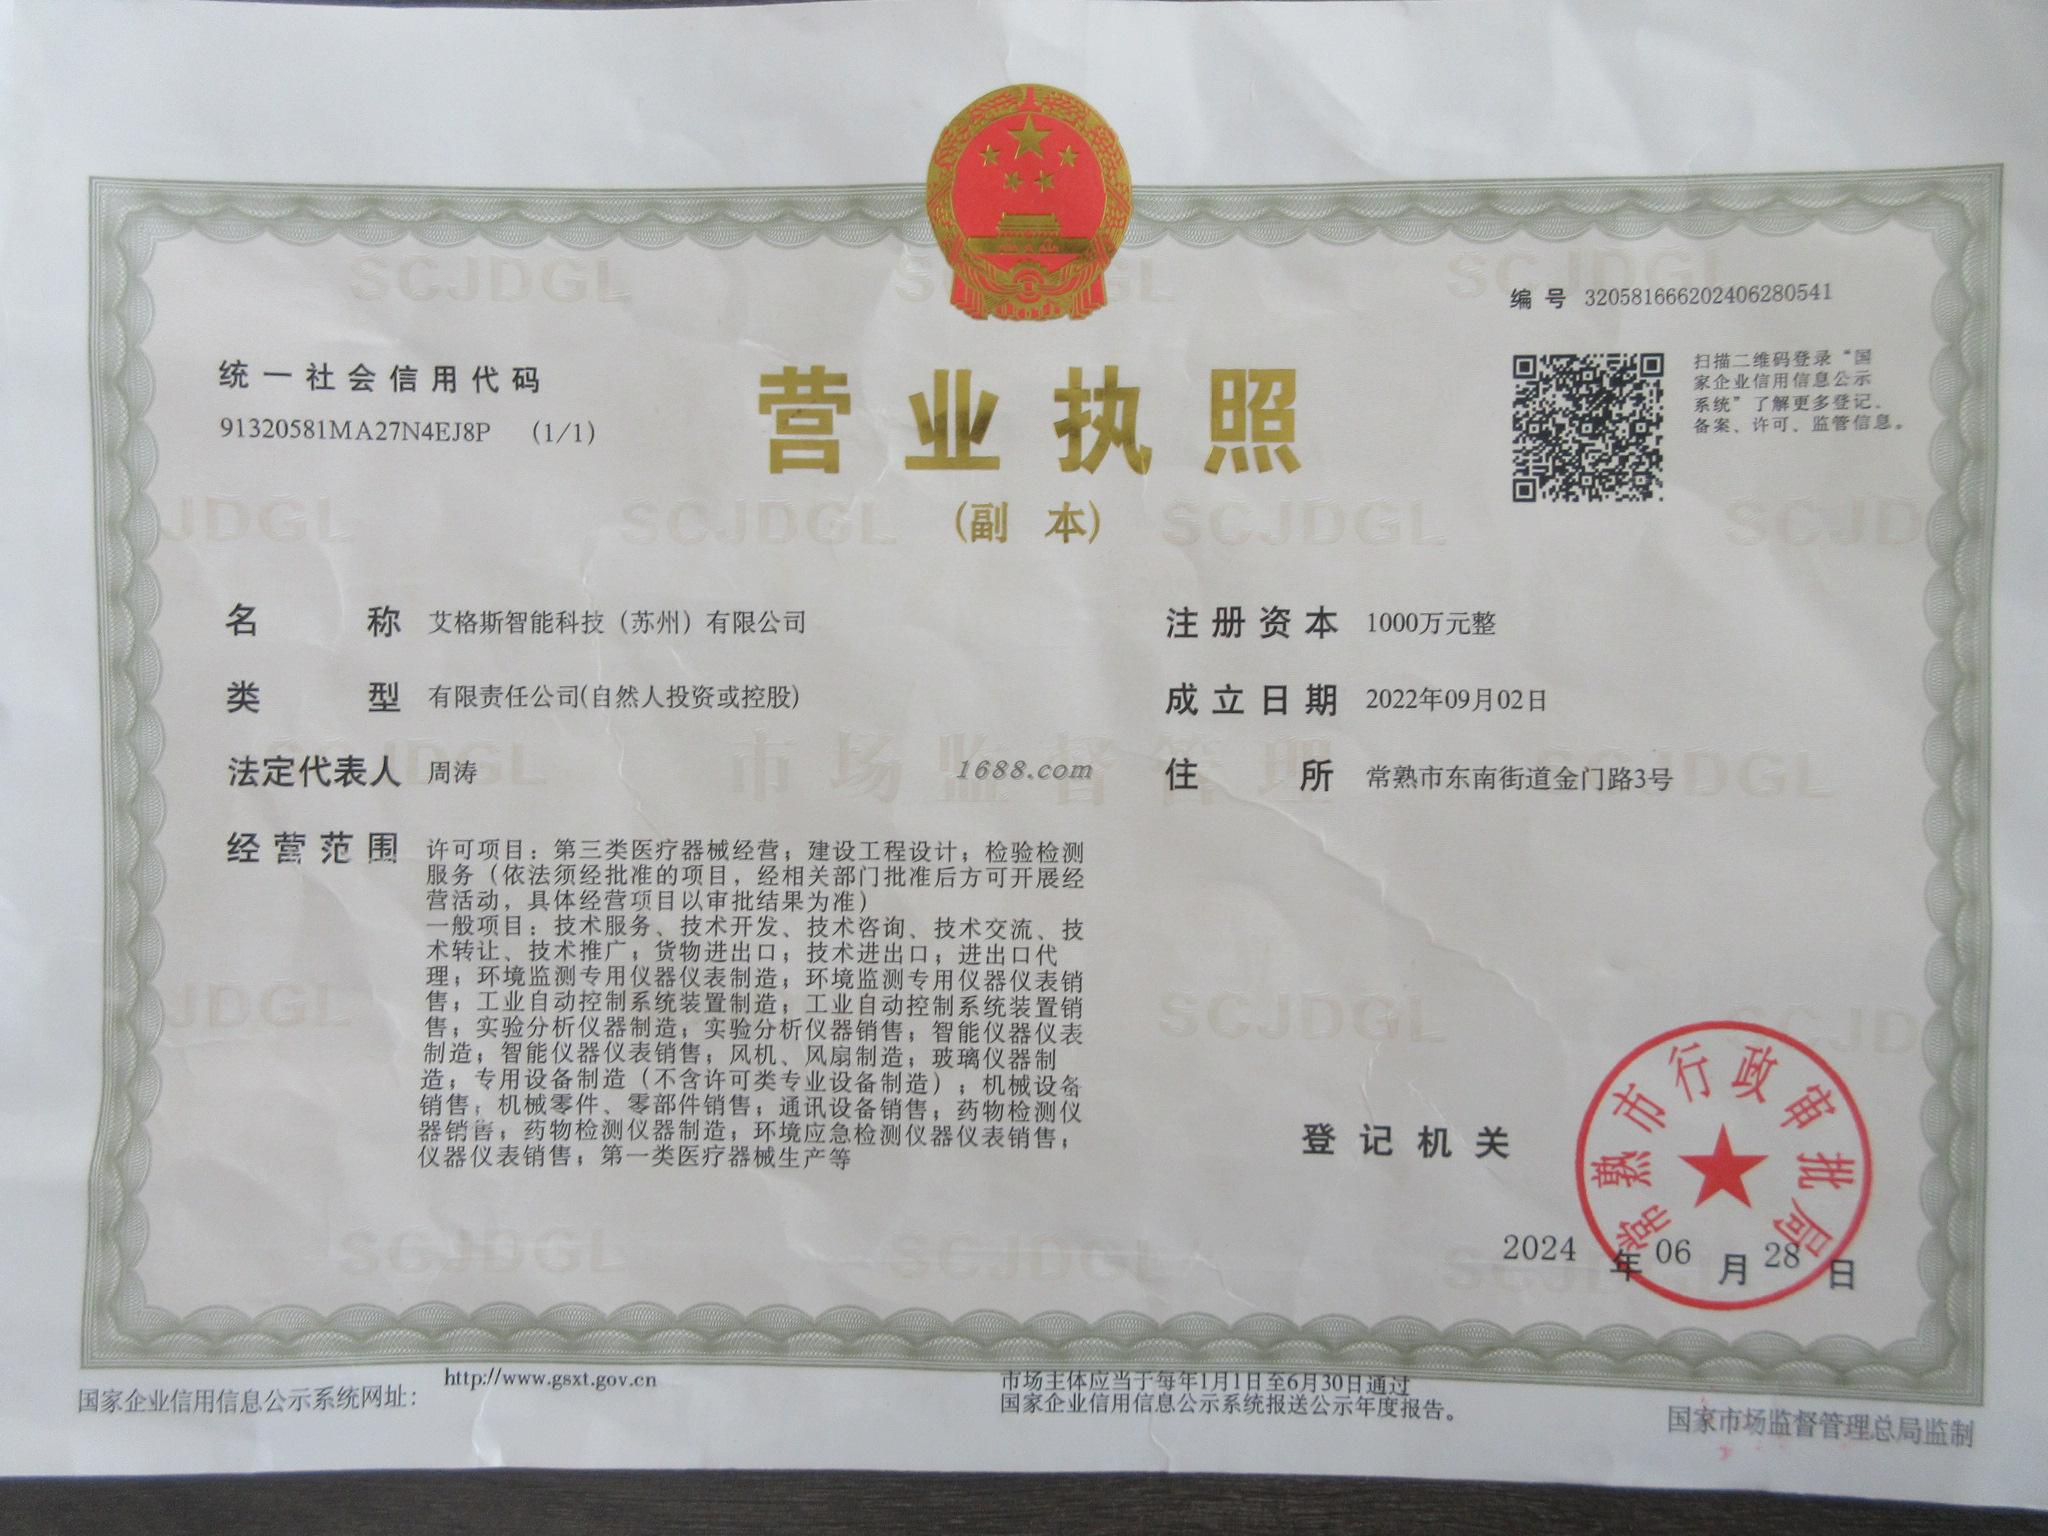 编 号 320581666202406280541
统一社会信用代码
91320581MA27N4EJ8P (1/1)
营业执照
(副 本)
扫描二维码登录“国
家企业信用信息公示
系统”了解更多登记、
备案、许可、监管信息。
名 称 艾格斯智能科技（苏州）有限公司
类 型 有限责任公司(自然人投资或控股)
法定代表人 周涛
经营范围 许可项目：第三类医疗器械经营；建设工程设计；检验检测
服务（依法须经批准的项目，经相关部门批准后方可开展经
营活动，具体经营项目以审批结果为准）
一般项目：技术服务、技术开发、技术咨询、技术交流、技
术转让、技术推广；货物进出口；技术进出口；进出口代
理；环境监测专用仪器仪表制造；环境监测专用仪器仪表销
售；工业自动控制系统装置制造；工业自动控制系统装置销
售；实验分析仪器制造；实验分析仪器销售；智能仪器仪表
制造；智能仪器仪表销售；风机、风扇制造；玻璃仪器制
造；专用设备制造（不含许可类专业设备制造）；机械设备
销售；机械零件、零部件销售；通讯设备销售；药物检测仪
器销售；药物检测仪器制造；环境应急检测仪器仪表销售；
仪器仪表销售；第一类医疗器械生产等
注册资本 1000万元整
成立日期 2022年09月02日
住 所 常熟市东南街道金门路3号
1688.com
市场监督管理
SCJDGL
登记机关
常熟市行政审批局
2024 年 06 月 28 日
国家企业信用信息公示系统网址： http://www.gsxt.gov.cn
市场主体应当于每年1月1日至6月30日通过
国家企业信用信息公示系统报送公示年度报告。
国家市场监督管理总局监制